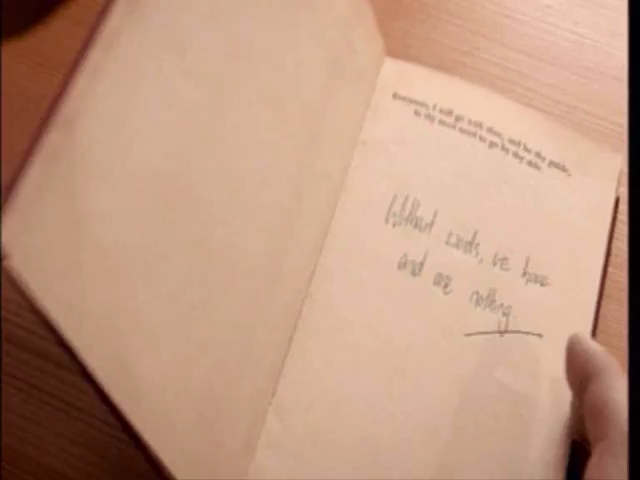 Everyman, I will go with thee, and be thy guide,
In thy most need to go by thy side.
Without words, we have
and are nothing.